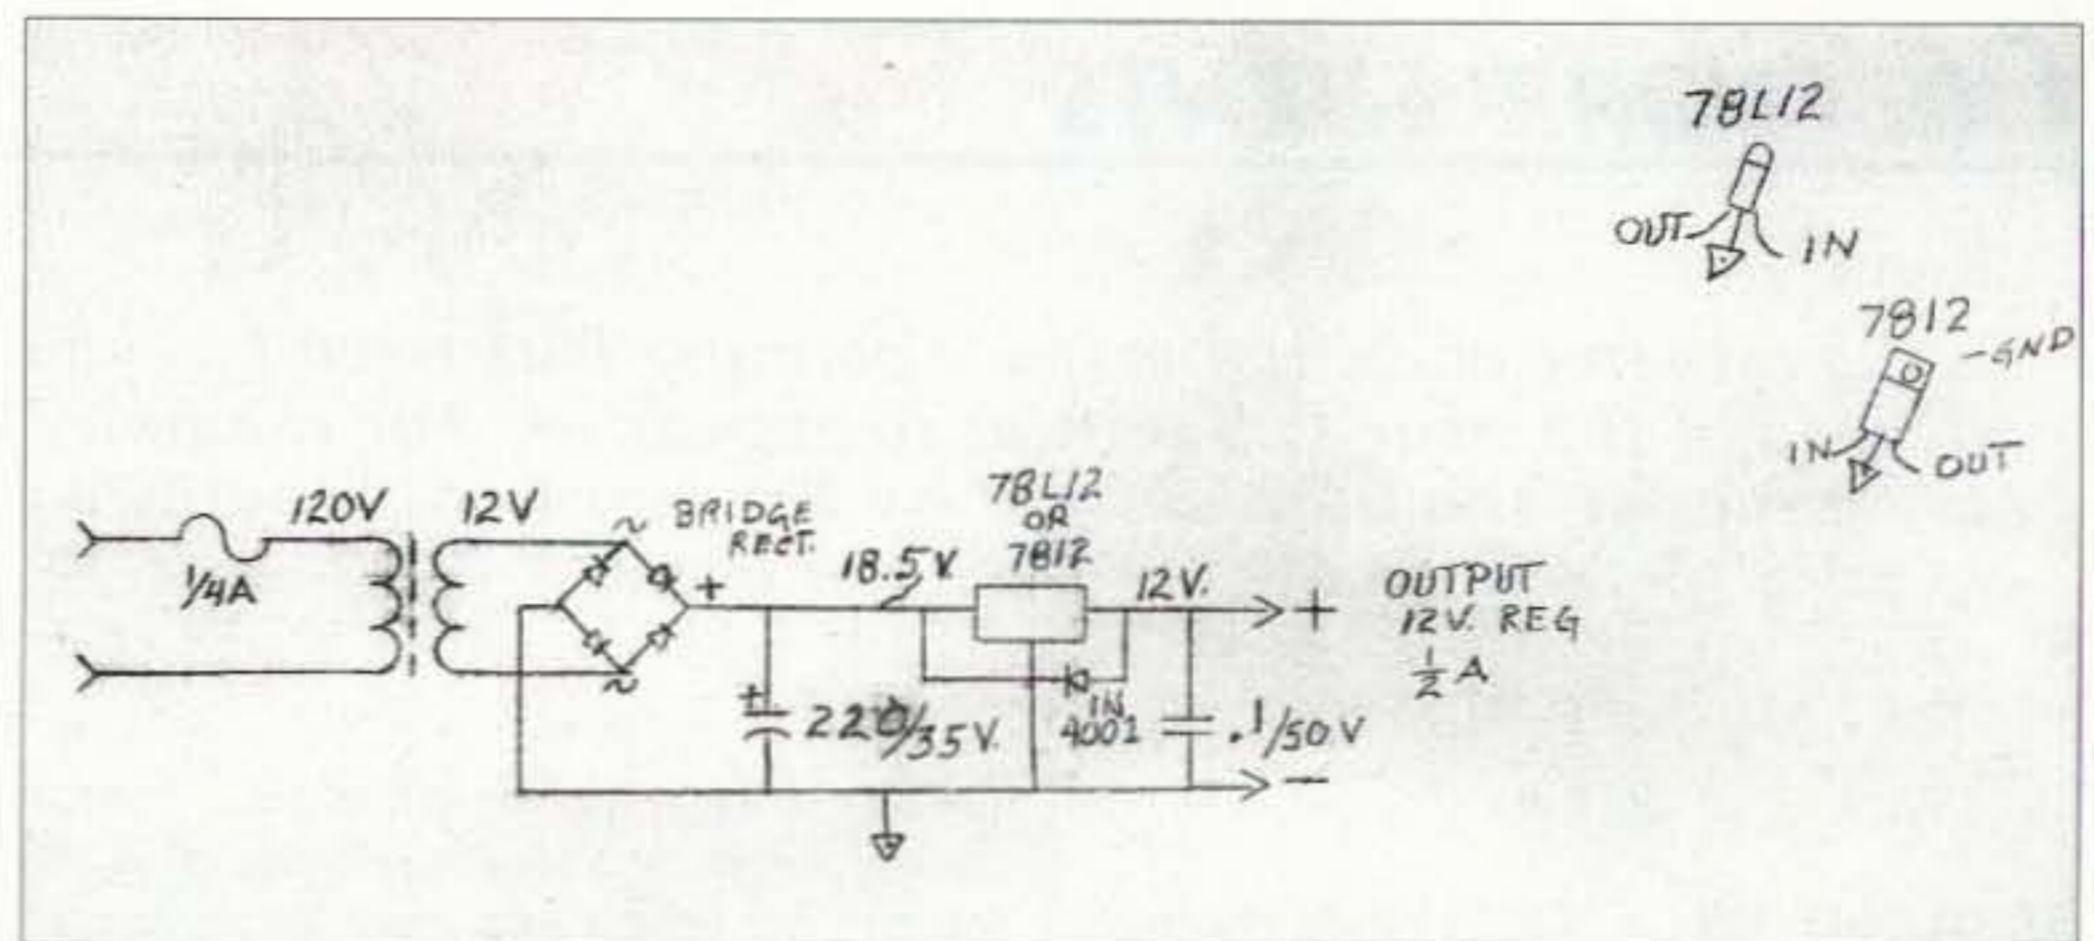 78L12
OUT IN
7812
-GND
IN OUT
120V 12V
~ BRIDGE
RECT.
1/4A
+
18.5V.
78L12
OR
7812
12V.
+
OUTPUT
12V. REG
1/2 A
~
+
220/35V.
1N
4001
.1/50V
-